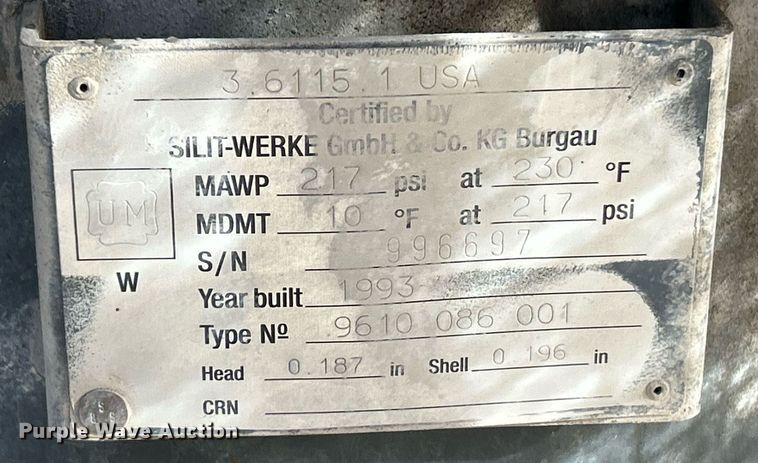 3.6115.1 USA
Certified by
SILIT-WERKE GmbH & Co. KG Burgau
MAWP 217 psi at 230 °F
MDMT 10 °F at 217 psi
UM
S/N 996697
W
Year built 1993
Type Nº 9610 086 001
Head 0.187 in Shell 0.196 in
CRN
Purple Wave Auction